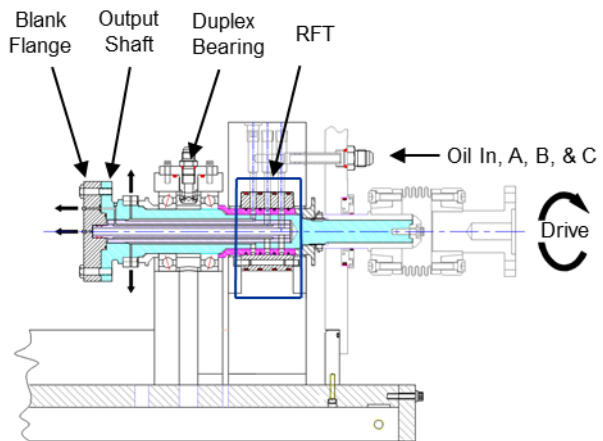 Blank
Flange
Output
Shaft
Duplex
Bearing
RFT
Oil In, A, B, & C
Drive